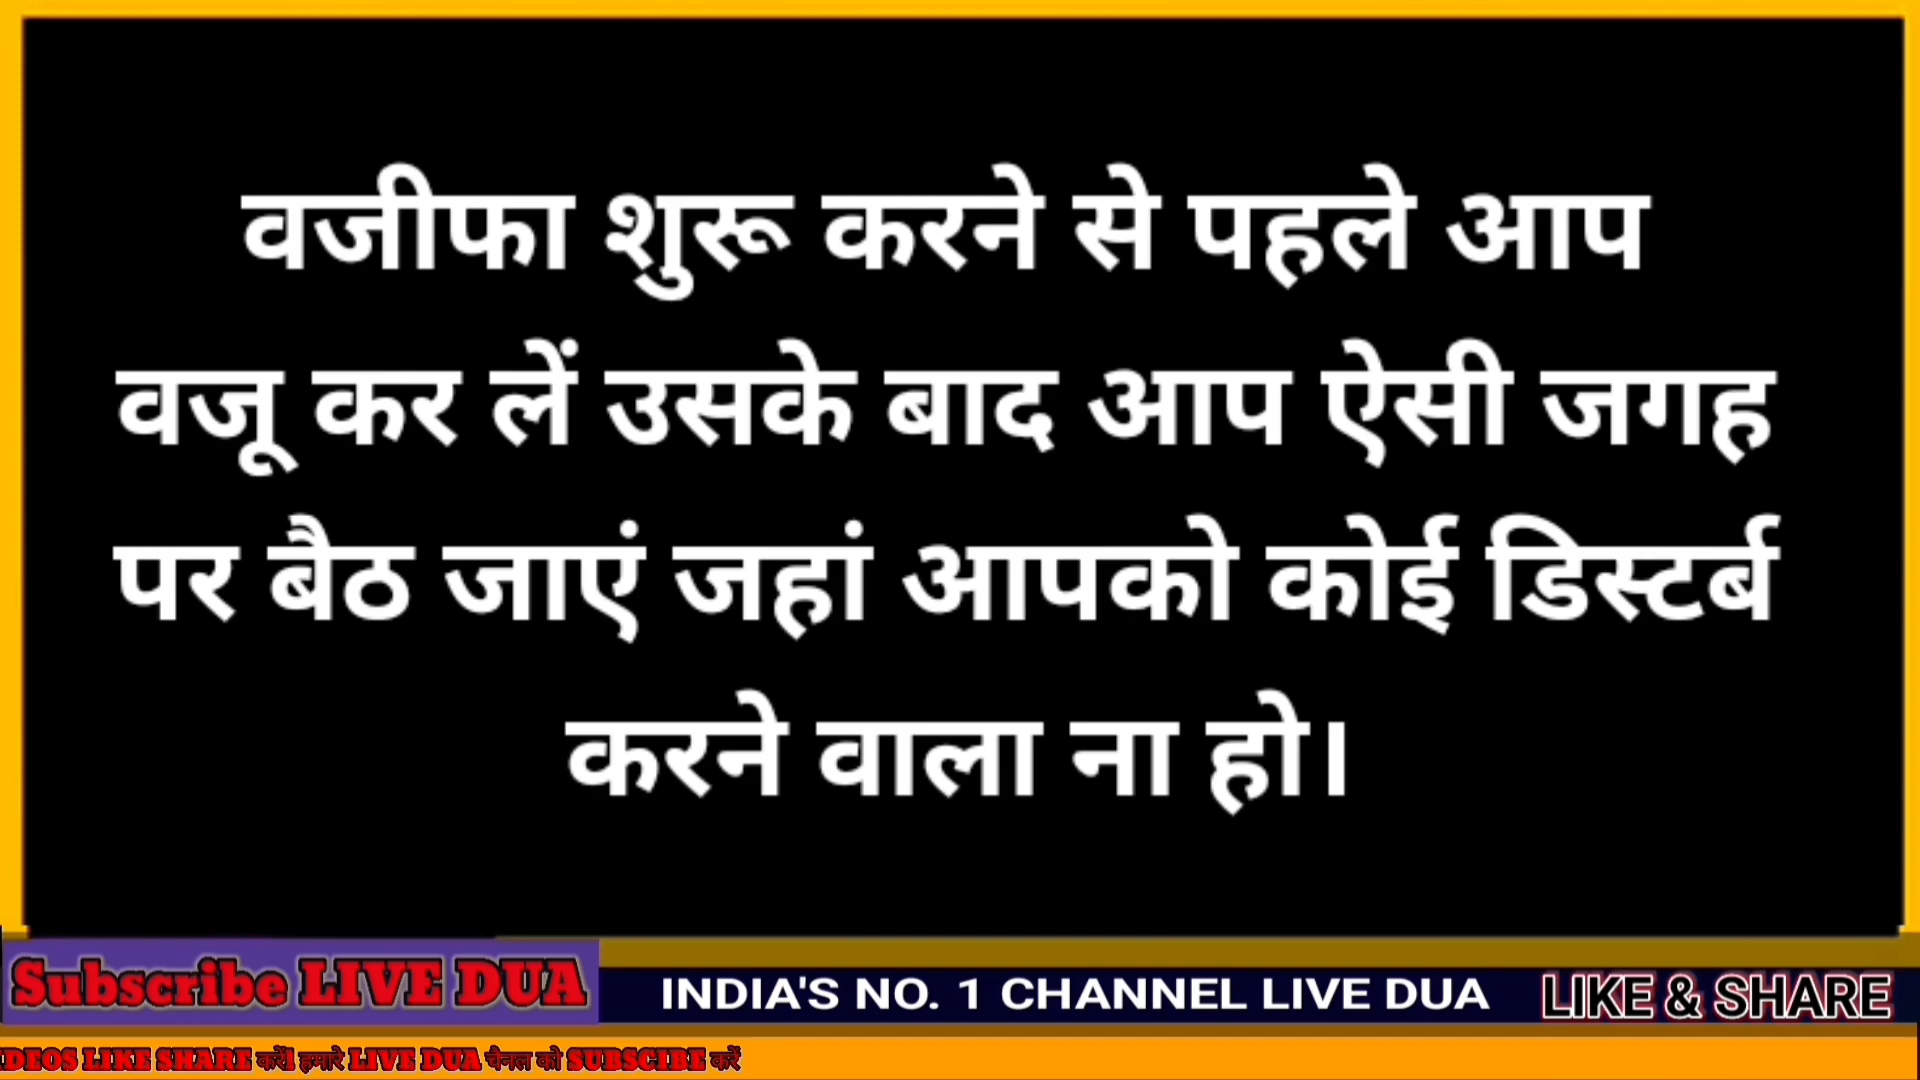 वजीफा शुरू करने से पहले आप
वजू कर लें उसके बाद आप ऐसी जगह
पर बैठ जाएं जहां आपको कोई डिस्टर्ब
करने वाला ना हो।
Subscribe LIVE DUA
INDIA'S NO. 1 CHANNEL LIVE DUA
LIKE & SHARE
LIKE SHARE करें। हमारे LIVE DUA चैनल को SUBSCIBE करें